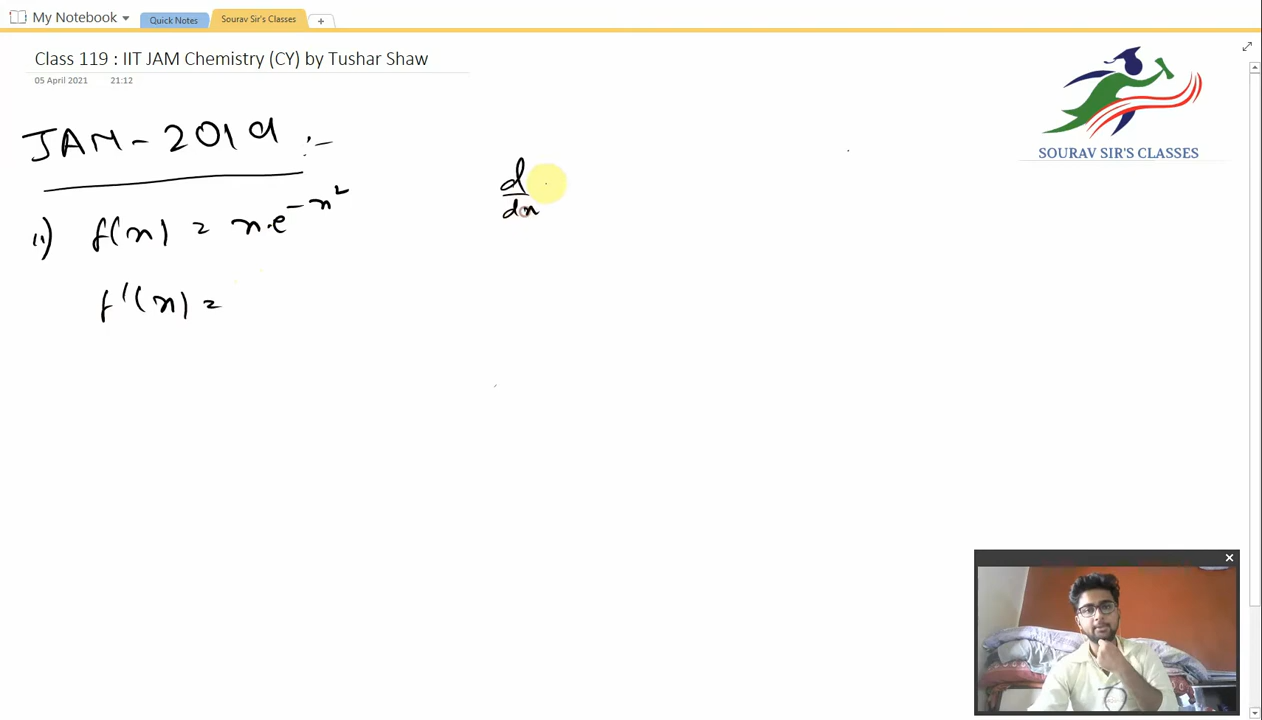 My Notebook
Quick Notes
Sourav Sir's Classes
Class 119 : IIT JAM Chemistry (CY) by Tushar Shaw
05 April 2021 21:12
SOURAV SIR'S CLASSES
JAM - 2019 :-
1) f(x) = x.e^{-x^2}
f'(x) =
d/dx